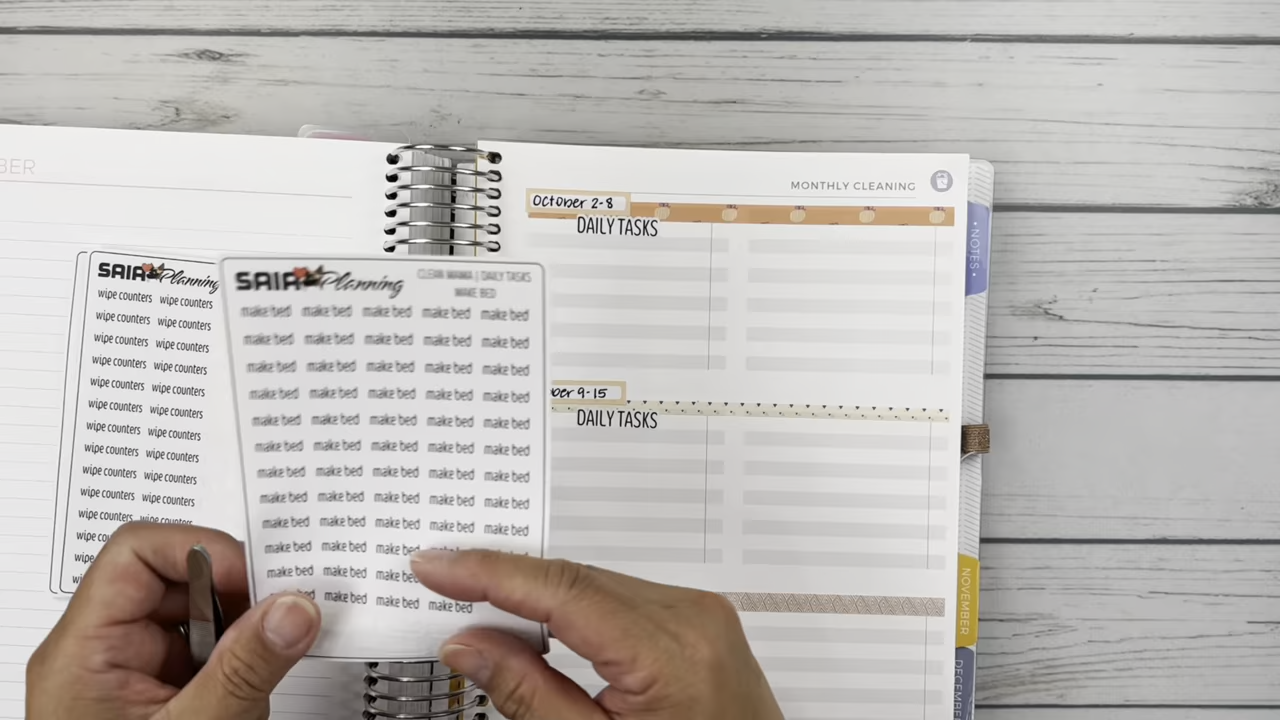 BER
MONTHLY CLEANING
October 2-8
DAILY TASKS
NOTES
ber 9-15
DAILY TASKS
NOVEMBER
DECEMBER
SAIA Planning
wipe counters wipe counters
wipe counters wipe counters
wipe counters wipe counters
wipe counters wipe counters
wipe counters wipe counters
wipe counters wipe counters
wipe counters wipe counters
wipe counters wipe counters
wipe counters wipe counters
wipe counters wipe counters
wipe counters wipe counters
SAIA Planning
CLEAN MAMA | DAILY TASKS
MAKE BED
make bed make bed make bed make bed make bed
make bed make bed make bed make bed make bed
make bed make bed make bed make bed make bed
make bed make bed make bed make bed make bed
make bed make bed make bed make bed make bed
make bed make bed make bed make bed make bed
make bed make bed make bed make bed make bed
make bed make bed make bed make bed make bed
make bed make bed make bed make bed make bed
make bed make bed make bed
make bed make bed make bed
bed make bed make bed make bed